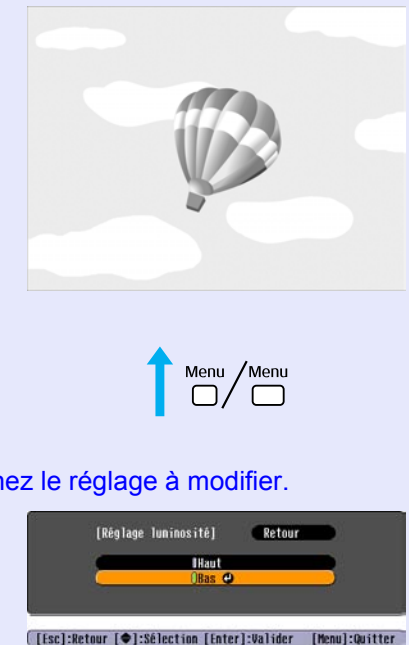 Menu / Menu
nez le réglage à modifier.
[Réglage luminosité] Retour
Haut
Bas
[Esc]:Retour [◆]:Sélection [Enter]:Valider [Menu]:Quitter